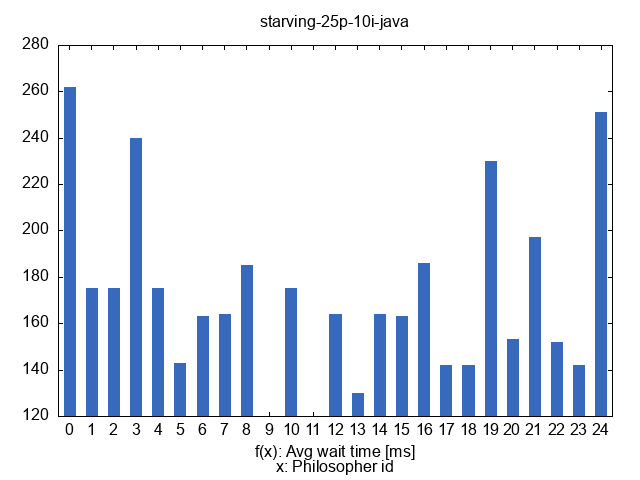 starving-25p-10i-java
280
260
240
220
200
180
160
140
120
0 1 2 3 4 5 6 7 8 9 10 11 12 13 14 15 16 17 18 19 20 21 22 23 24
f(x): Avg wait time [ms]
x: Philosopher id